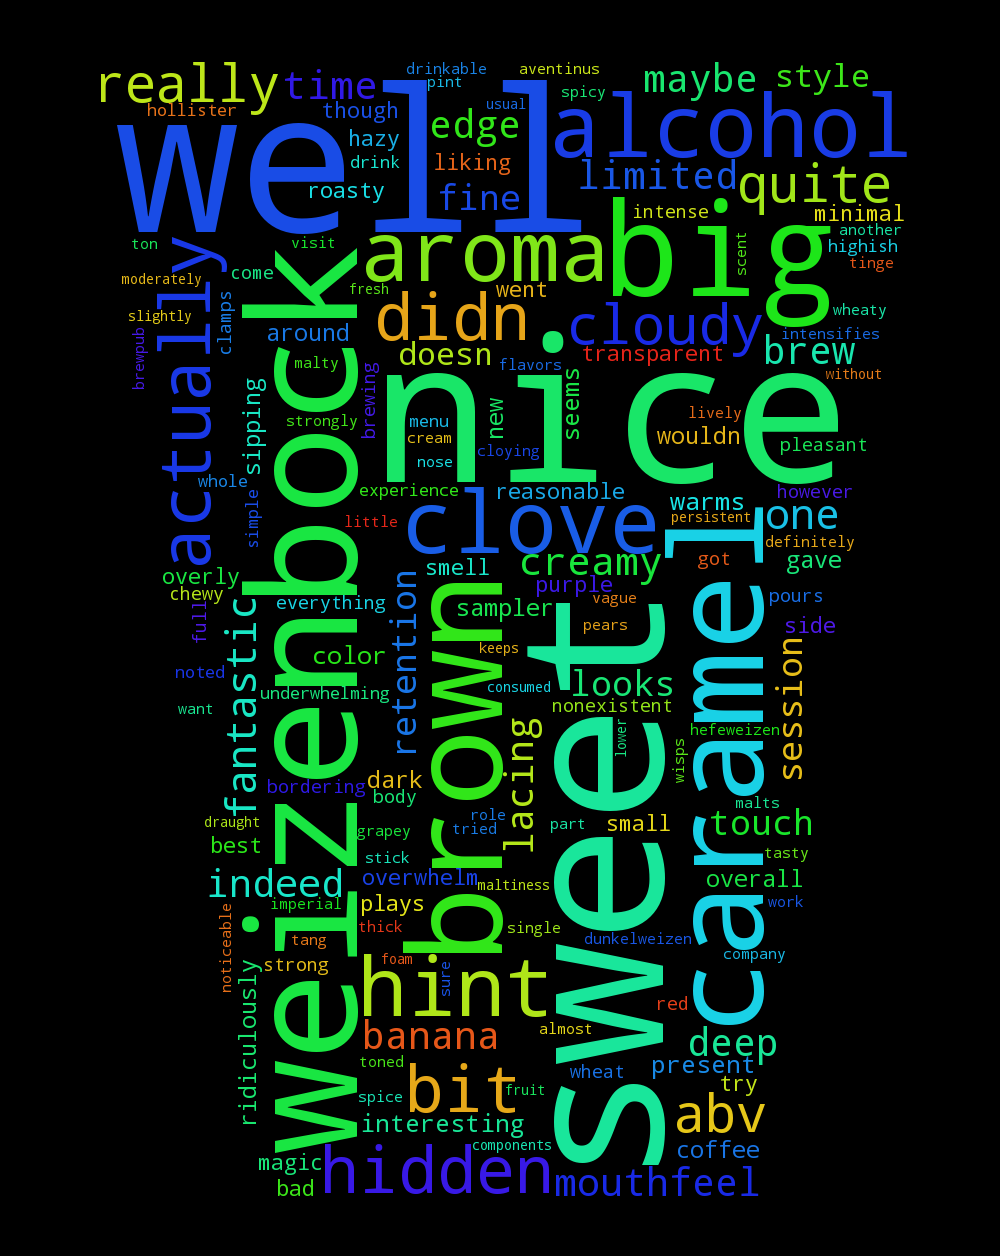 drinkable
aventinus
really
time
pint
maybe
style
hollister
though
usual
spicy
well
alcohol
hazy
edge
drink
liking
limited
quite
roasty
fine
intense
minimal
ton
visit
aroma
big
scent
another
highish
tinge
actually
moderately
come
fresh
went
slightly
clamps
around
didn
cloudy
wheaty
intensifies
brewpub
weizenbock
malty
doesn
flavors
transparent
brew
without
nice
sipping
strongly
brewing
menu
cream
new
seems
lively
wouldn
pleasant
cloying
nose
whole
experience
reasonable
warms
however
simple
little
clove
persistent
one
caramel
definitely
overly
smell
creamy
got
gave
chewy
full
everything
retention
purple
vague
pours
fantastic
sampler
pears
side
color
brown
keeps
sweet
session
noted
underwhelming
consumed
looks
want
nonexistent
lacing
lower
hefeweizen
wisps
bordering
dark
body
malts
draught
grapey
role
tried
part
small
touch
best
stick
tasty
indeed
overwhelm
maltiness
overall
imperial
plays
work
noticeable
thick
single
tang
dunkelweizen
strong
foam
company
ridiculously
hint
sure
red
banana
almost
deep
toned
present
bit
wheat
try
spice
fruit
interesting
abv
components
coffee
magic
hidden
mouthfeel
bad